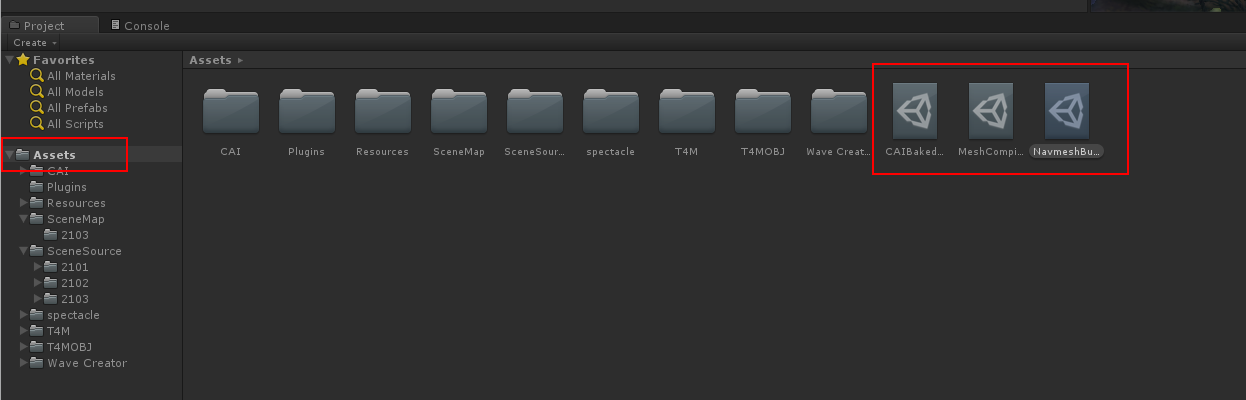 Project
Console
Create
Favorites
All Materials
All Models
All Prefabs
All Scripts
Assets
CAI
Plugins
Resources
SceneMap
2103
SceneSource
2101
2102
2103
spectacle
T4M
T4MOBJ
Wave Creator
Assets
CAI
Plugins
Resources
SceneMap
SceneSour...
spectacle
T4M
T4MOBJ
Wave Creat...
CAIBaked...
MeshCompi...
NavmeshBu...